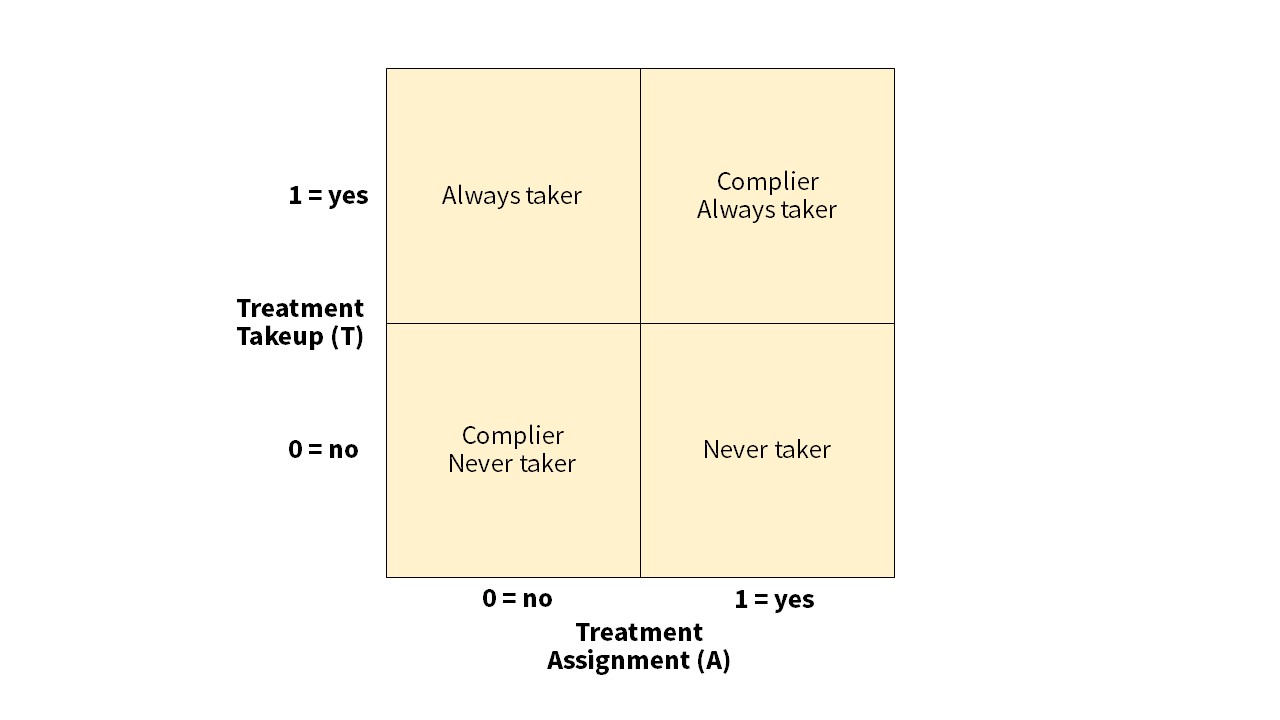 1 = yes
Always taker
Complier
Always taker
Treatment
Takeup (T)
0 = no
Complier
Never taker
Never taker
0 = no
1 = yes
Treatment
Assignment (A)